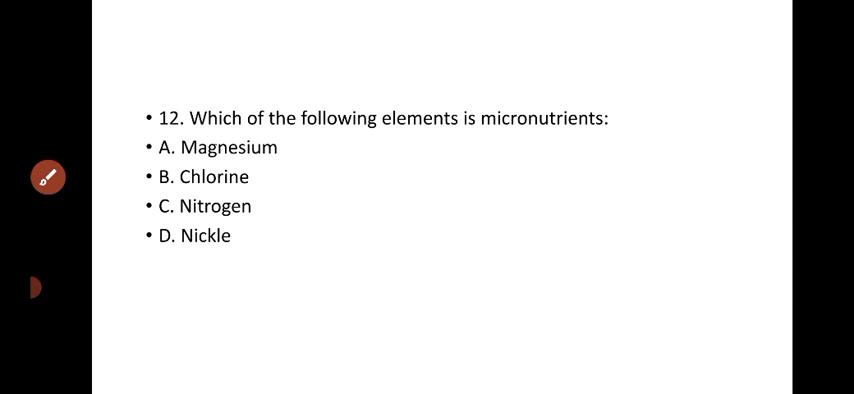 • 12. Which of the following elements is micronutrients:
• A. Magnesium
• B. Chlorine
• C. Nitrogen
• D. Nickle